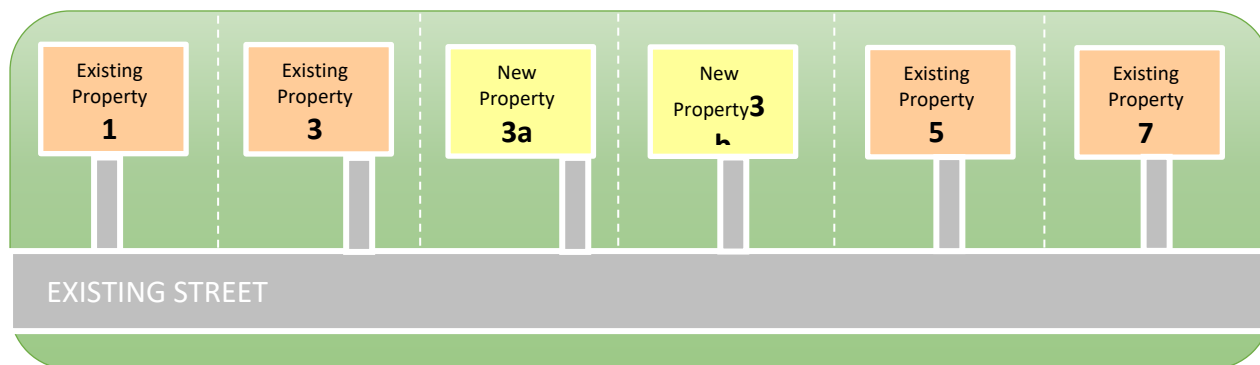 Existing
Property
1
Existing
Property
3
New
Property
3a
New
Property3
b
Existing
Property
5
Existing
Property
7
EXISTING STREET